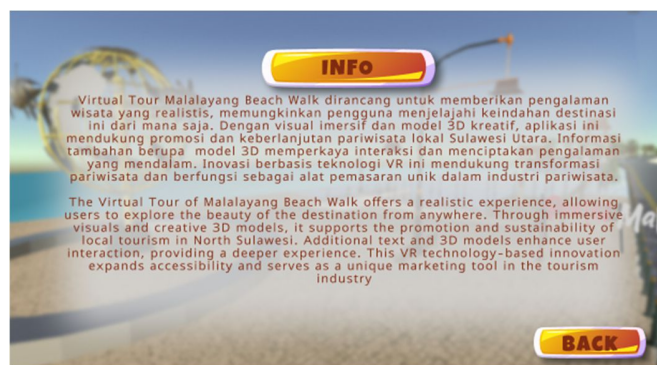 INFO
Virtual Tour Malalayang Beach Walk dirancang untuk memberikan pengalaman
wisata yang realistis, memungkinkan pengguna menjelajahi keindahan destinasi
ini dari mana saja. Dengan visual imersif dan model 3D kreatif, aplikasi ini
mendukung promosi dan keberlanjutan pariwisata lokal Sulawesi Utara. Informasi
tambahan berupa model 3D memperkaya interaksi dan menciptakan pengalaman
yang mendalam. Inovasi berbasis teknologi VR ini mendukung transformasi
pariwisata dan berfungsi sebagai alat pemasaran unik dalam industri pariwisata.
The Virtual Tour of Malalayang Beach Walk offers a realistic experience, allowing
users to explore the beauty of the destination from anywhere. Through immersive
visuals and creative 3D models, it supports the promotion and sustainability of
local tourism in North Sulawesi. Additional text and 3D models enhance user
interaction, providing a deeper experience. This VR technology-based innovation
expands accessibility and serves as a unique marketing tool in the tourism
industry
BACK